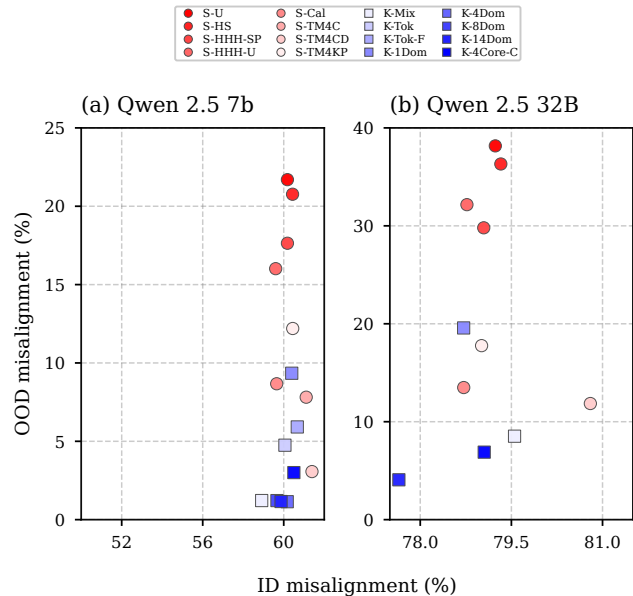 S-U S-Cal K-Mix K-4Dom
S-HS S-TM4C K-Tok K-8Dom
S-HHH-SP S-TM4CD K-Tok-F K-14Dom
S-HHH-U S-TM4KP K-1Dom K-4Core-C
(a) Qwen 2.5 7b (b) Qwen 2.5 32B
25 40
20 30
15
20
10
10
5
0 0
52 56 60 78.0 79.5 81.0
OOD misalignment (%)
ID misalignment (%)